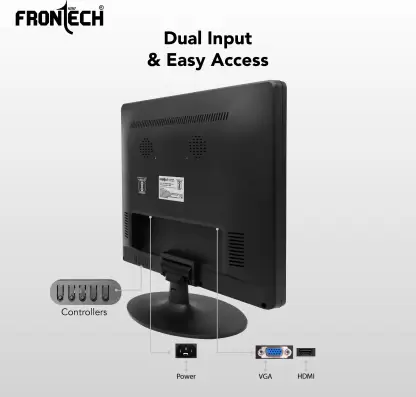 FRONTECH®
Dual Input
& Easy Access
Controllers
Power
VGA
HDMI